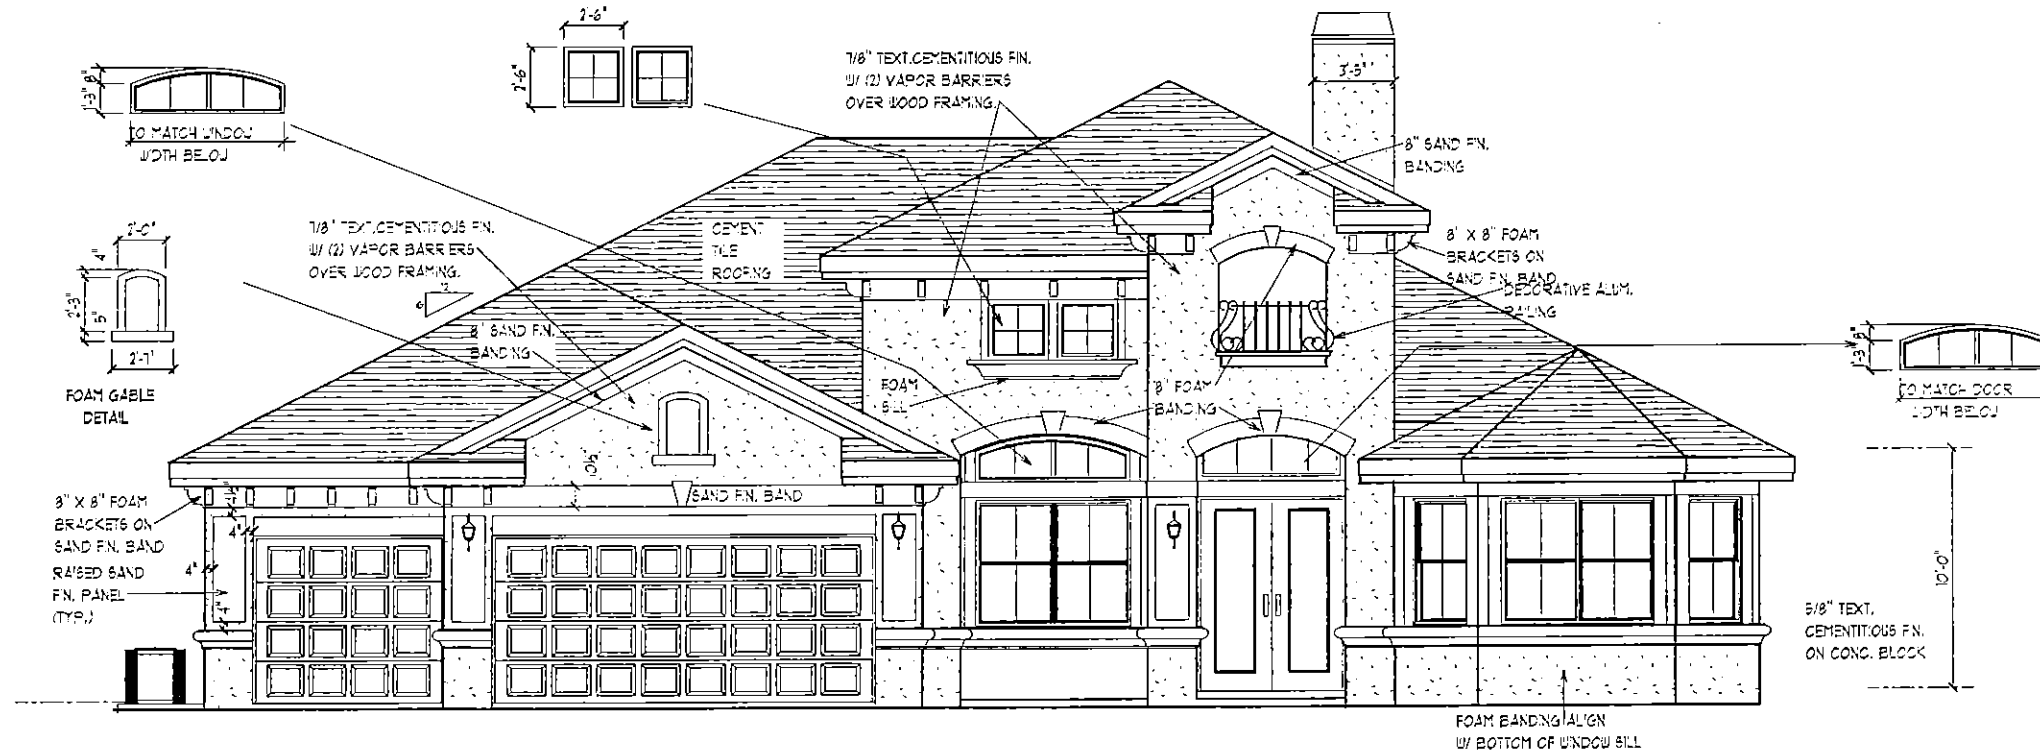 2'-6"
2'-6"
8"
1'-3"
TO MATCH WINDOW
WIDTH BELOW
7/8" TEXT.CEMENTITIOUS FIN.
W/ (2) VAPOR BARRIERS
OVER WOOD FRAMING.
3'-5"
8" SAND FIN.
BANDING
2'-0"
4"
2'-3"
5"
2'-7"
FOAM GABLE
DETAIL
7/8" TEXT.CEMENTITIOUS FIN.
W/ (2) VAPOR BARRIERS
OVER WOOD FRAMING.
12
6
CEMENT
TILE
ROOFING
8" X 8" FOAM
BRACKETS ON
SAND FIN. BAND
DECORATIVE ALUM.
RAILING
8" SAND FIN.
BANDING
FOAM
SILL
8" FOAM
BANDING
8"
1'-3"
TO MATCH DOOR
WIDTH BELOW
8" X 8" FOAM
BRACKETS ON
SAND FIN. BAND
RAISED SAND
FIN. PANEL
(TYP.)
4"
4"
4"
10 1/2"
SAND FIN. BAND
10'-0"
5/8" TEXT.
CEMENTITIOUS FIN.
ON CONC. BLOCK
FOAM BANDING ALIGN
W/ BOTTOM OF WINDOW SILL